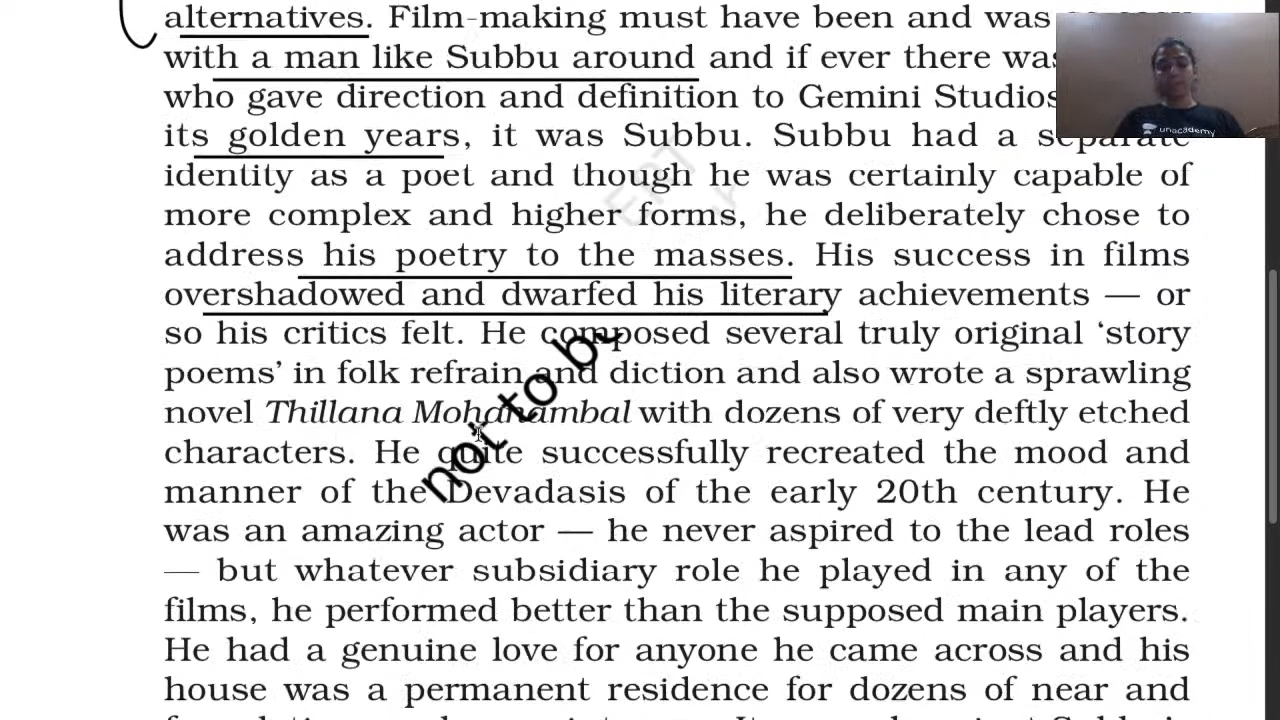 alternatives. Film-making must have been and was
with a man like Subbu around and if ever there was
who gave direction and definition to Gemini Studios
its golden years, it was Subbu. Subbu had a separate
identity as a poet and though he was certainly capable of
more complex and higher forms, he deliberately chose to
address his poetry to the masses. His success in films
overshadowed and dwarfed his literary achievements — or
so his critics felt. He composed several truly original ‘story
poems’ in folk refrain and diction and also wrote a sprawling
novel Thillana Mohanambal with dozens of very deftly etched
characters. He quite successfully recreated the mood and
manner of the Devadasis of the early 20th century. He
was an amazing actor — he never aspired to the lead roles
— but whatever subsidiary role he played in any of the
films, he performed better than the supposed main players.
He had a genuine love for anyone he came across and his
house was a permanent residence for dozens of near and
not to be
unacademy